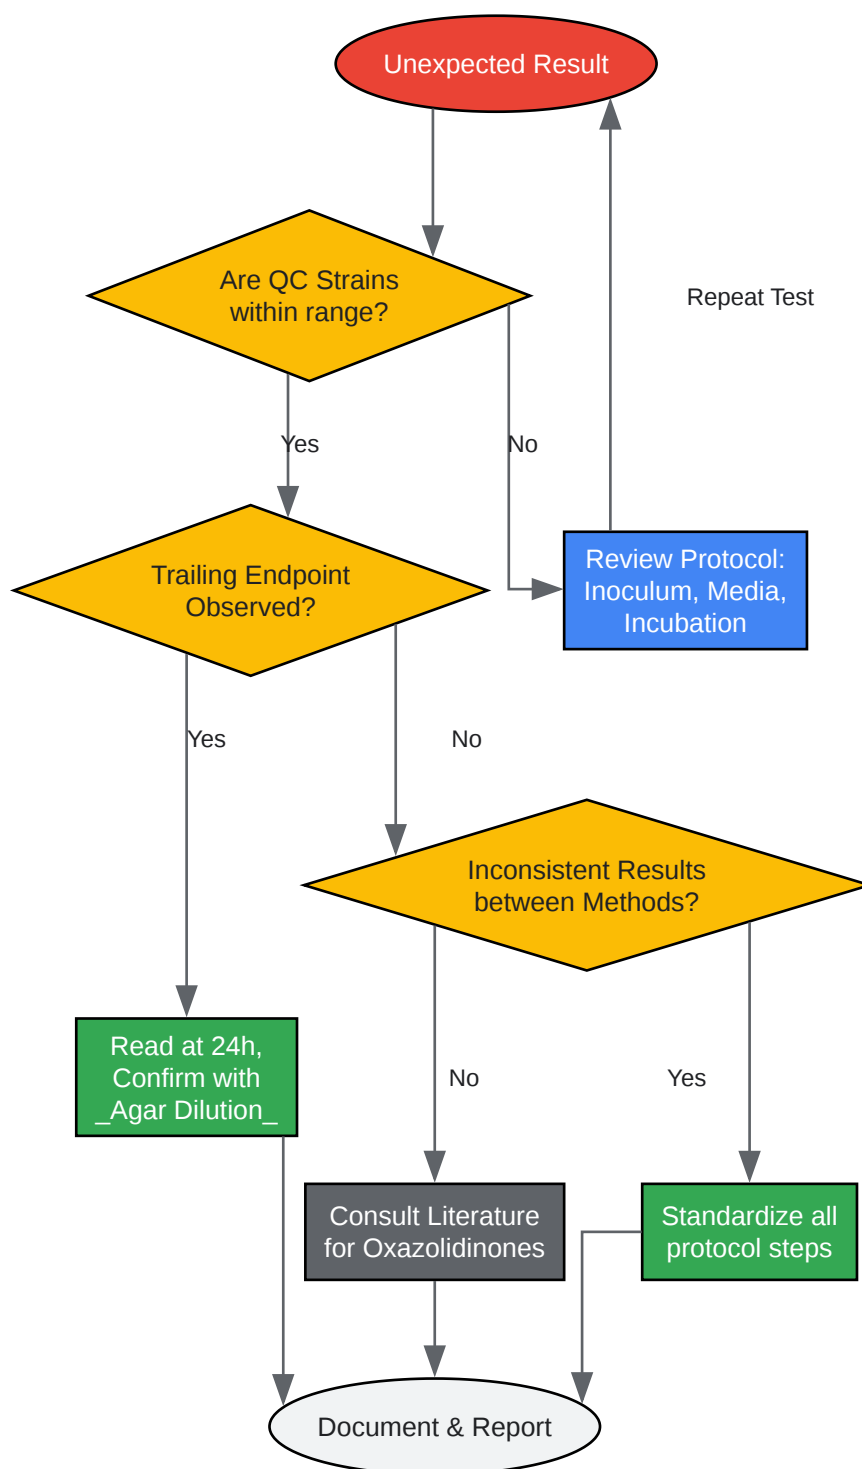 Unexpected Result
Are QC Strains
within range?
Repeat Test
Yes
No
Trailing Endpoint
Observed?
Review Protocol:
Inoculum, Media,
Incubation
Yes
No
Inconsistent Results
between Methods?
Read at 24h,
Confirm with
_Agar Dilution_
No
Yes
Consult Literature
for Oxazolidinones
Standardize all
protocol steps
Document & Report